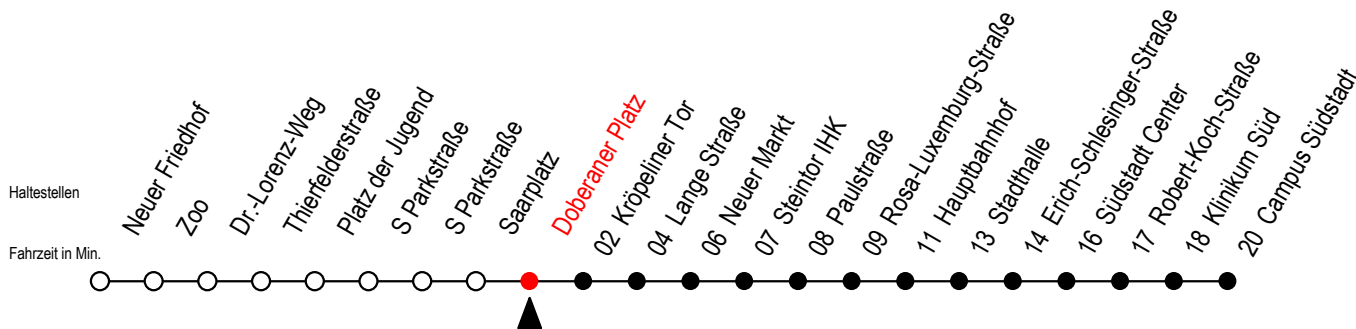 Haltestellen
Fahrzeit in Min.
Neuer Friedhof
Zoo
Dr.-Lorenz-Weg
Thierfelderstraße
Platz der Jugend
S Parkstraße
S Parkstraße
Saarplatz
Doberaner Platz
02 Kröpeliner Tor
04 Lange Straße
06 Neuer Markt
07 Steintor IHK
08 Paulstraße
09 Rosa-Luxemburg-Straße
11 Hauptbahnhof
13 Stadthalle
14 Erich-Schlesinger-Straße
16 Südstadt Center
17 Robert-Koch-Straße
18 Klinikum Süd
20 Campus Südstadt